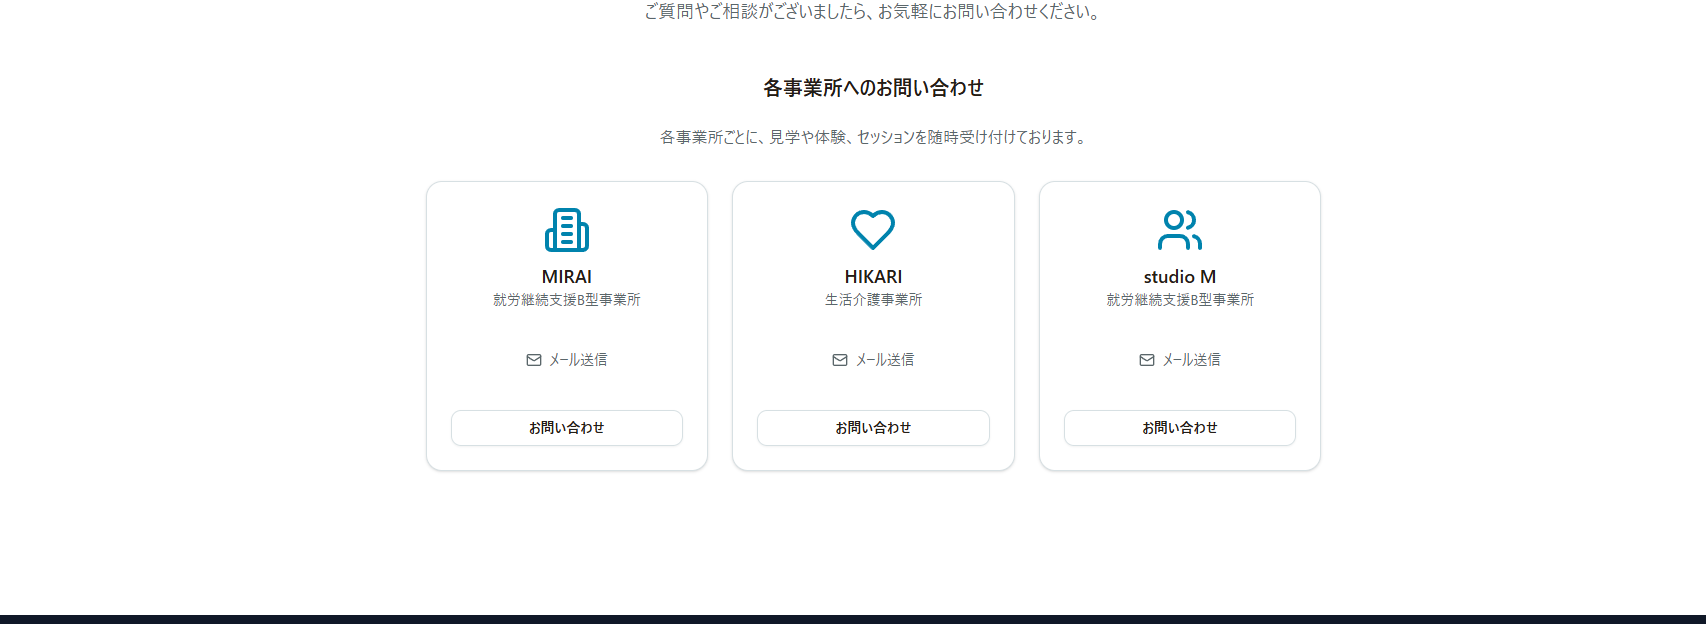 ご質問やご相談がございましたら、お気軽にお問い合わせください。
各事業所へのお問い合わせ
各事業所ごとに、見学や体験、セッションを随時受け付けております。
MIRAI
就労継続支援B型事業所
メール送信
お問い合わせ
HIKARI
生活介護事業所
メール送信
お問い合わせ
studio M
就労継続支援B型事業所
メール送信
お問い合わせ